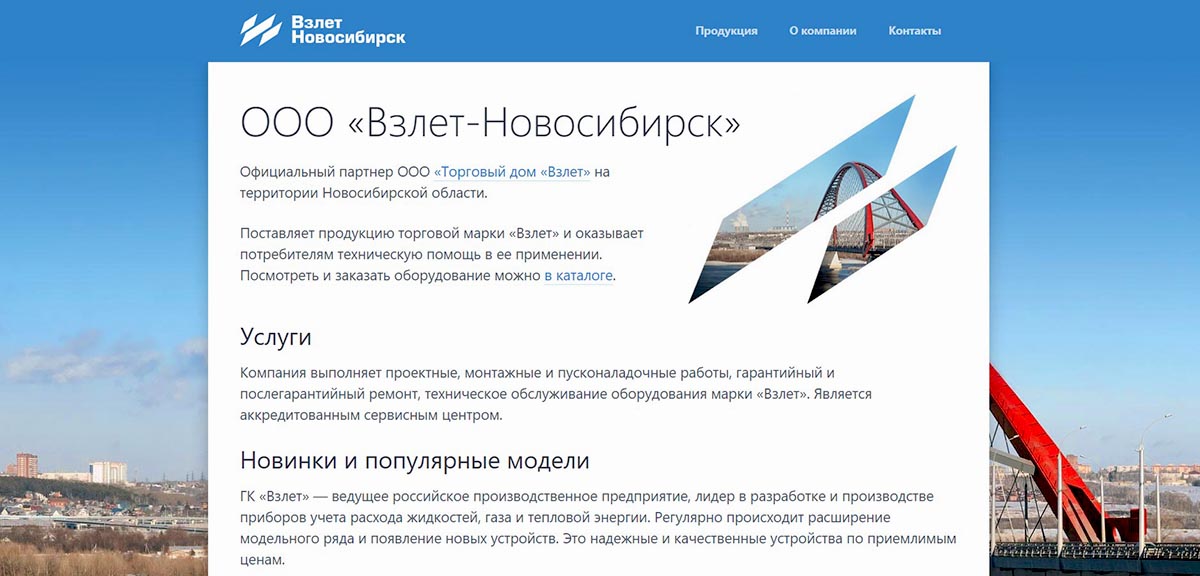 Взлет
Новосибирск
Продукция
О компании
Контакты
ООО «Взлет-Новосибирск»
Официальный партнер ООО «Торговый дом «Взлет» на
территории Новосибирской области.
Поставляет продукцию торговой марки «Взлет» и оказывает
потребителям техническую помощь в ее применении.
Посмотреть и заказать оборудование можно в каталоге.
Услуги
Компания выполняет проектные, монтажные и пусконаладочные работы, гарантийный и
послегарантийный ремонт, техническое обслуживание оборудования марки «Взлет». Является
аккредитованным сервисным центром.
Новинки и популярные модели
ГК «Взлет» — ведущее российское производственное предприятие, лидер в разработке и производстве
приборов учета расхода жидкостей, газа и тепловой энергии. Регулярно происходит расширение
модельного ряда и появление новых устройств. Это надежные и качественные устройства по приемлимым
ценам.